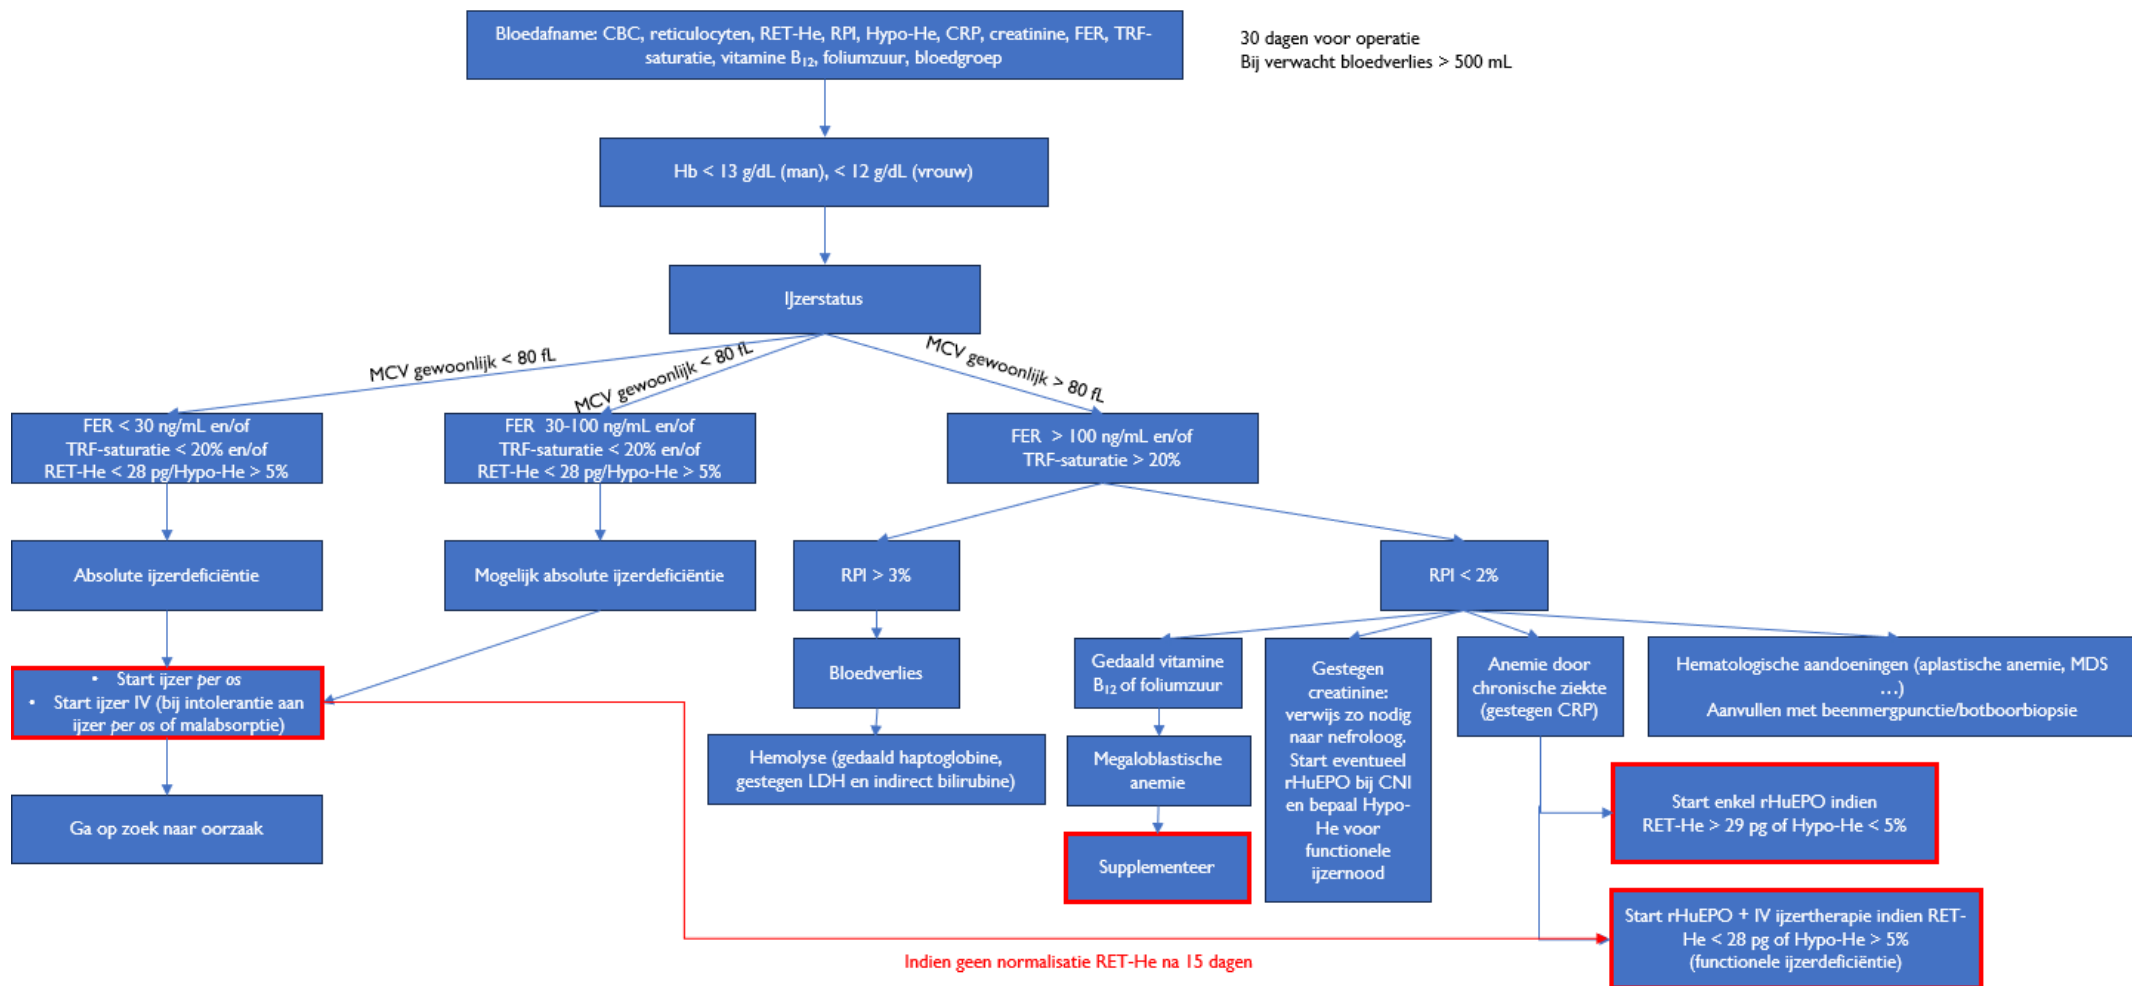 Bloedafname: CBC, reticulocyten, RET-He, RPI, Hypo-He, CRP, creatinine, FER, TRF-
saturatie, vitamine B₁₂, foliumzuur, bloedgroep
30 dagen voor operatie
Bij verwacht bloedverlies > 500 mL
Hb < 13 g/dL (man), < 12 g/dL (vrouw)
IJzerstatus
MCV gewoonlijk < 80 fL
MCV gewoonlijk < 80 fL
MCV gewoonlijk > 80 fL
FER < 30 ng/mL en/of
TRF-saturatie < 20% en/of
RET-He < 28 pg/Hypo-He > 5%
FER 30-100 ng/mL en/of
TRF-saturatie < 20% en/of
RET-He < 28 pg/Hypo-He > 5%
FER > 100 ng/mL en/of
TRF-saturatie > 20%
Absolute ijzerdeficiëntie
Mogelijk absolute ijzerdeficiëntie
RPI > 3%
RPI < 2%
• Start ijzer per os
• Start ijzer IV (bij intolerantie aan
ijzer per os of malabsorptie)
Bloedverlies
Gedaald vitamine
B₁₂ of foliumzuur
Gestegen
creatinine:
verwijs zo nodig
naar nefroloog.
Start eventueel
rHuEPO bij CNI
en bepaal Hypo-
He voor
functionele
ijzernood
Anemie door
chronische ziekte
(gestegen CRP)
Hematologische aandoeningen (aplastische anemie, MDS
…)
Aanvullen met beenmergpunctie/botboorbiopsie
Hemolyse (gedaald haptoglobine,
gestegen LDH en indirect bilirubine)
Megaloblastische
anemie
Ga op zoek naar oorzaak
Supplementeer
Start enkel rHuEPO indien
RET-He > 29 pg of Hypo-He < 5%
Start rHuEPO + IV ijzertherapie indien RET-
He < 28 pg of Hypo-He > 5%
(functionele ijzerdeficiëntie)
Indien geen normalisatie RET-He na 15 dagen